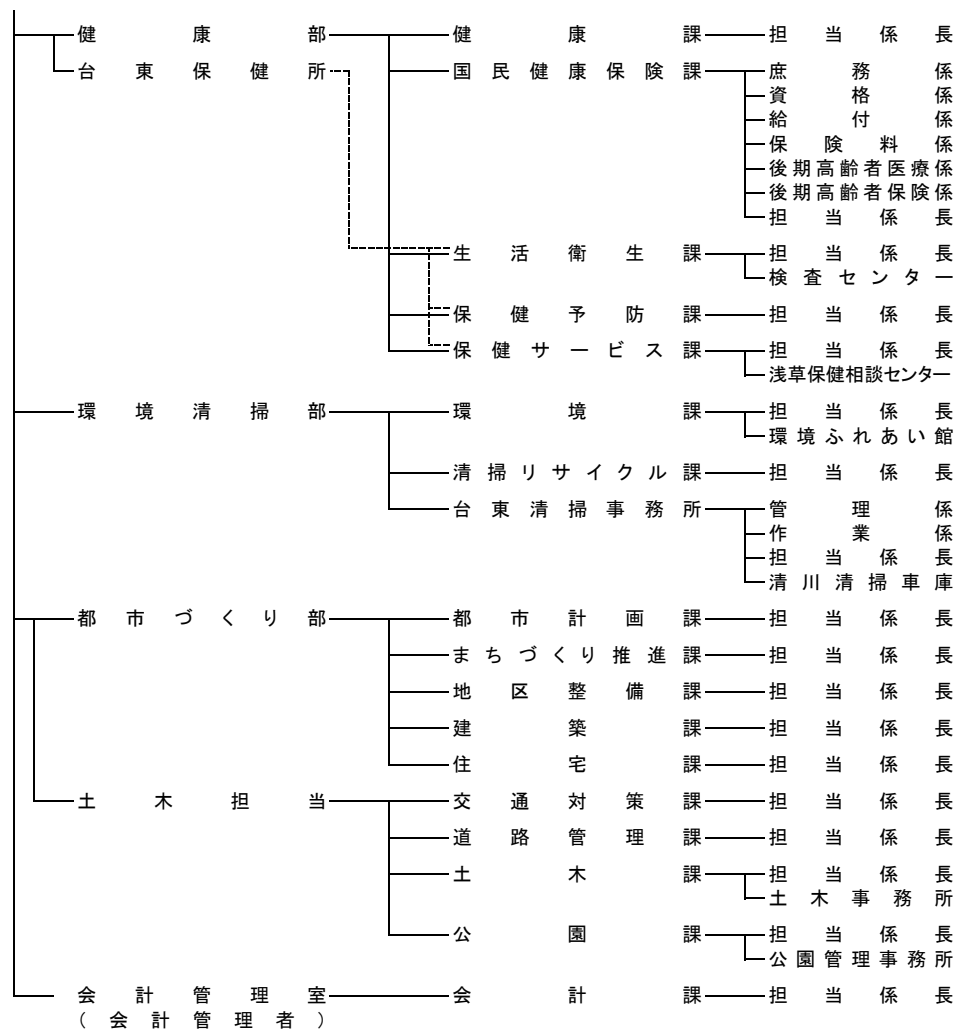 健康部 健康課 担当係長
台東保健所 国民健康保険課 庶務係
資格係
給付係
保険料係
後期高齢者医療係
後期高齢者保険係
担当係長
生活衛生課 担当係長
検査センター
保健予防課 担当係長
保健サービス課 担当係長
浅草保健相談センター
環境清掃部 環境課 担当係長
環境ふれあい館
清掃リサイクル課 担当係長
台東清掃事務所 管理係
作業係
担当係長
清川清掃車庫
都市づくり部 都市計画課 担当係長
まちづくり推進課 担当係長
地区整備課 担当係長
建築課 担当係長
住宅課 担当係長
土木担当 交通対策課 担当係長
道路管理課 担当係長
土木課 担当係長
土木事務所
公園課 担当係長
公園管理事務所
会計管理室 会計課 担当係長
(会計管理者)